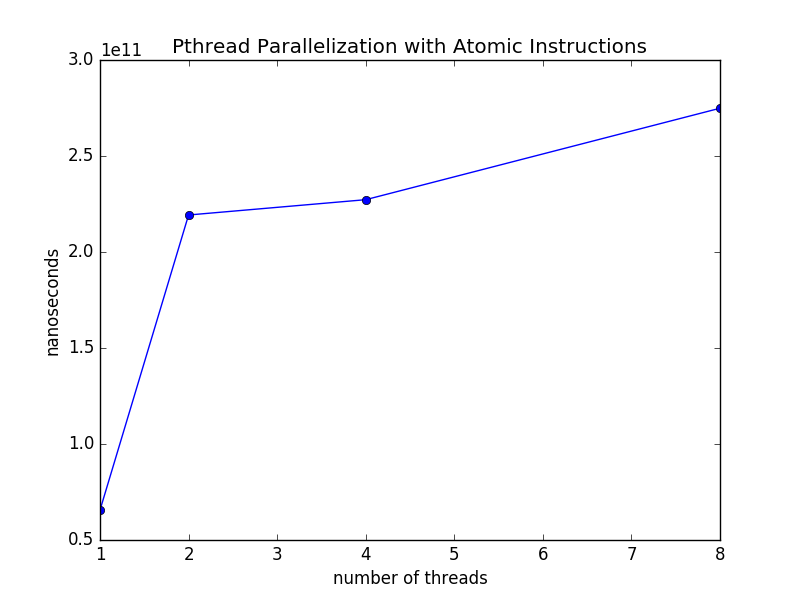 Pthread Parallelization with Atomic Instructions
1e11
3.0
2.5
2.0
1.5
1.0
0.5
nanoseconds
1 2 3 4 5 6 7 8
number of threads